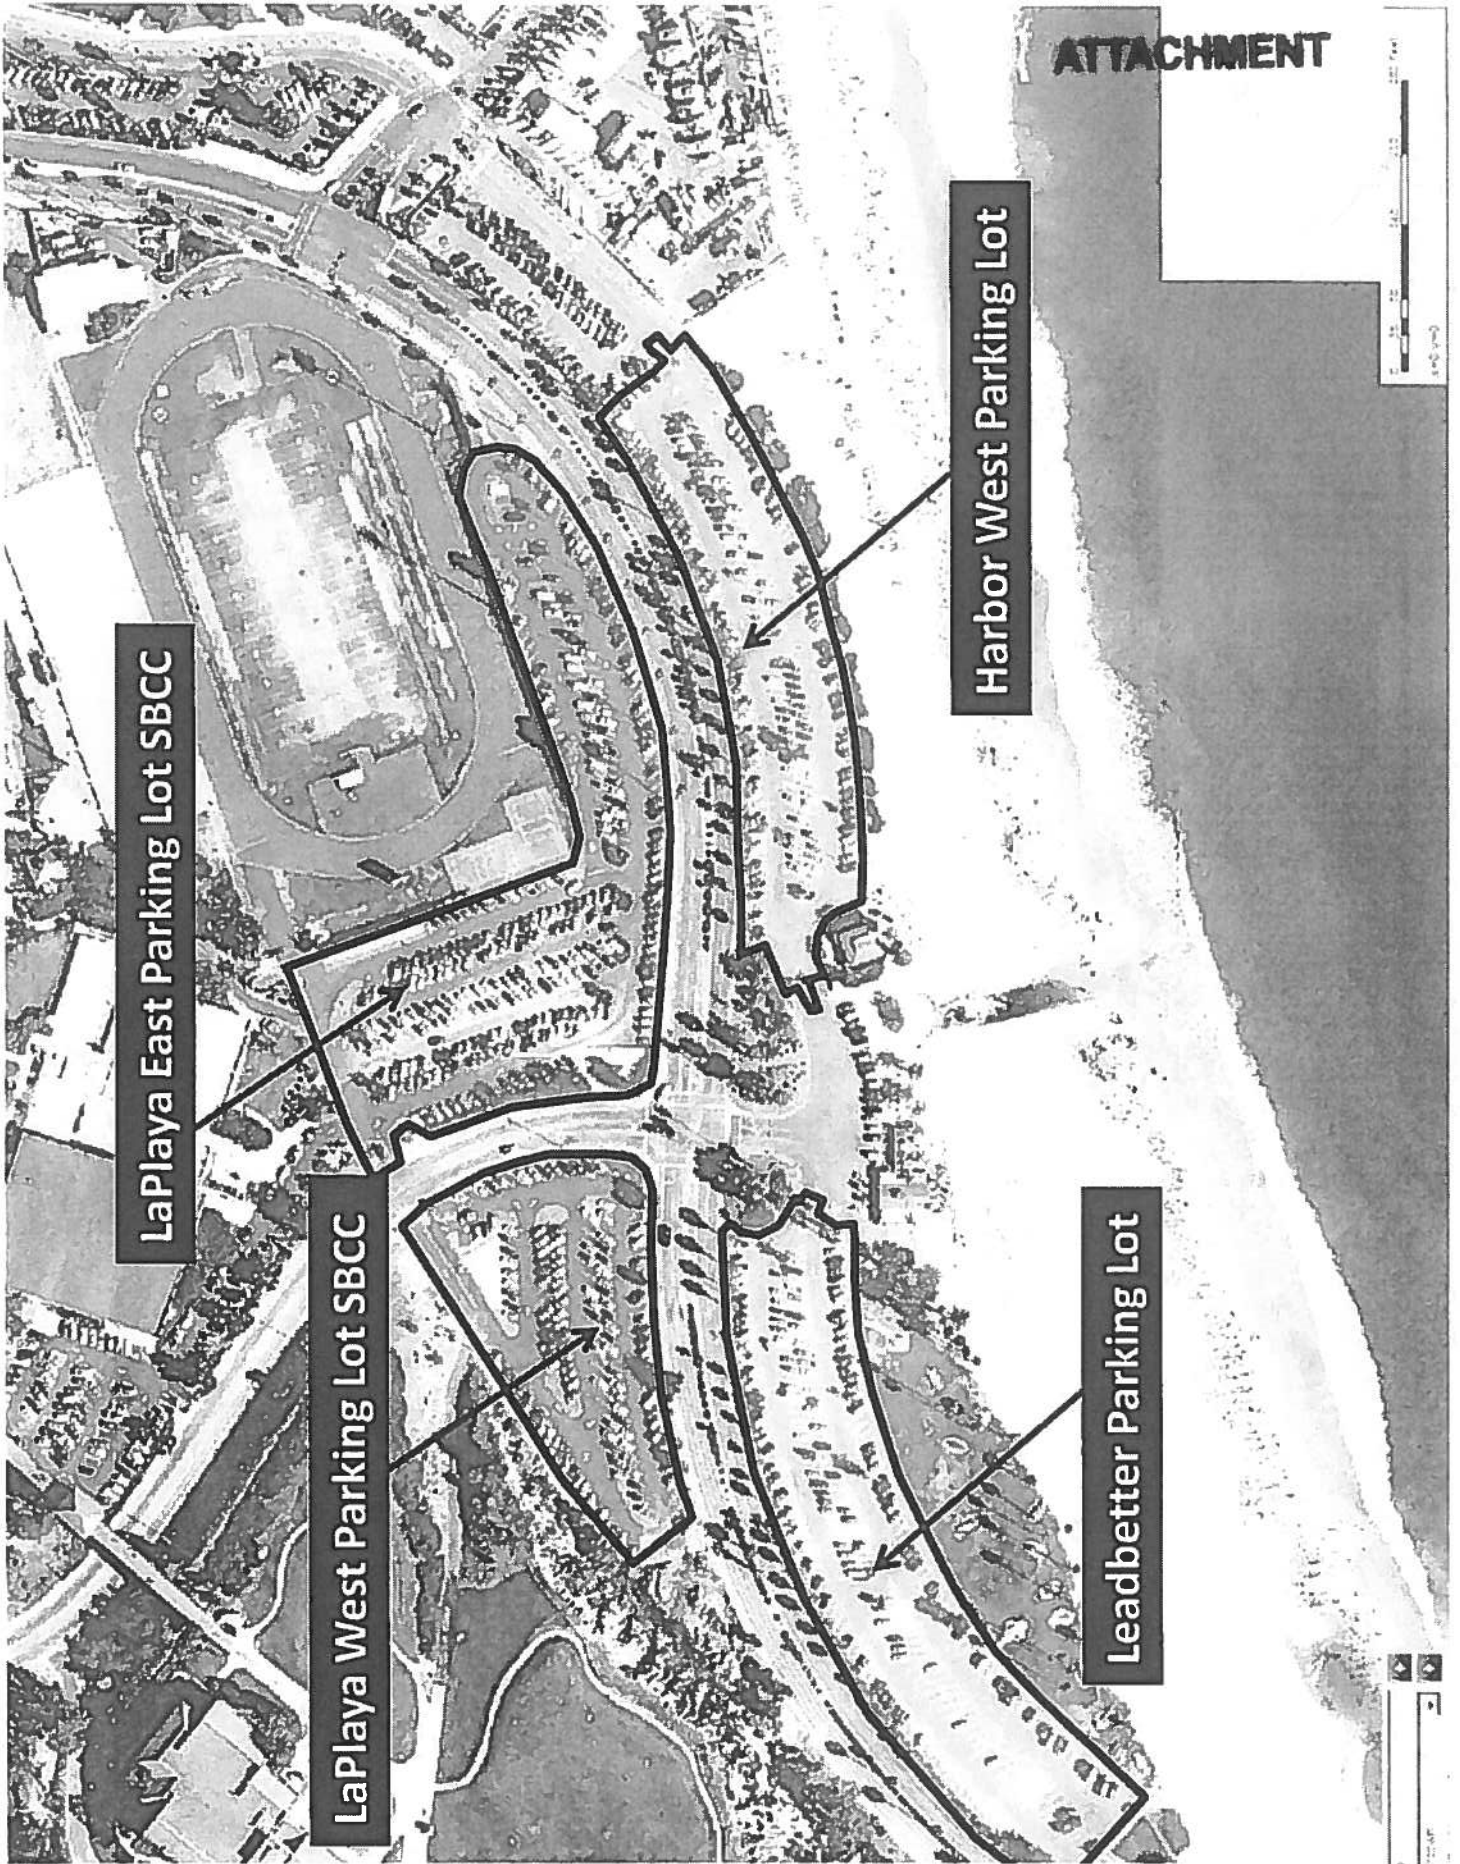 ATTACHMENT
LaPlaya East Parking Lot SBCC
LaPlaya West Parking Lot SBCC
Harbor West Parking Lot
Leadbetter Parking Lot